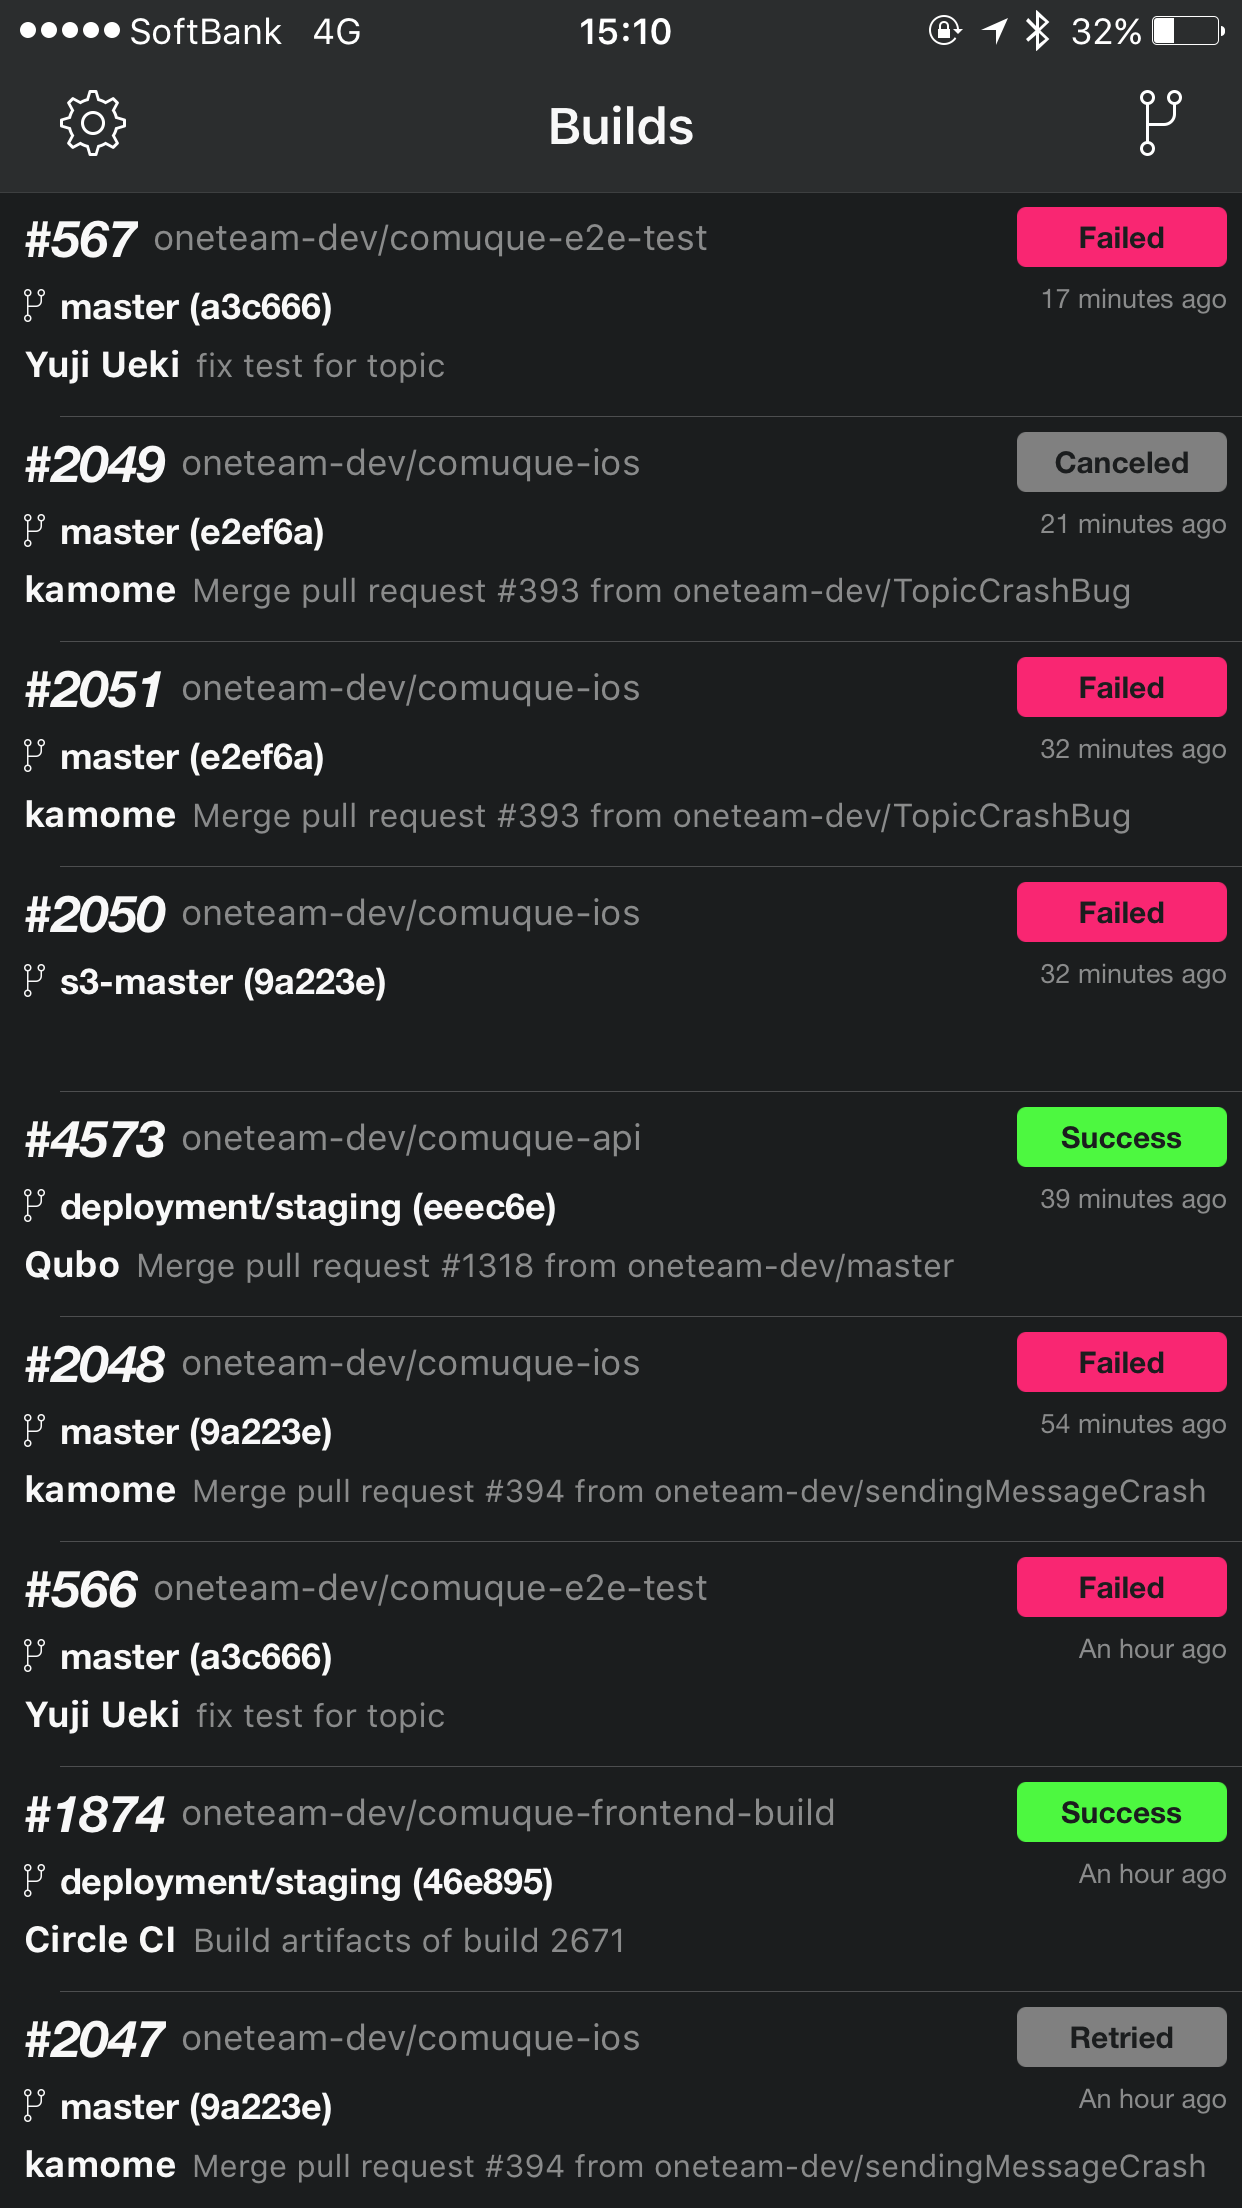 SoftBank 4G 15:10 32%
Builds
#567 oneteam-dev/comuque-e2e-test Failed
master (a3c666) 17 minutes ago
Yuji Ueki fix test for topic
#2049 oneteam-dev/comuque-ios Canceled
master (e2ef6a) 21 minutes ago
kamome Merge pull request #393 from oneteam-dev/TopicCrashBug
#2051 oneteam-dev/comuque-ios Failed
master (e2ef6a) 32 minutes ago
kamome Merge pull request #393 from oneteam-dev/TopicCrashBug
#2050 oneteam-dev/comuque-ios Failed
s3-master (9a223e) 32 minutes ago
#4573 oneteam-dev/comuque-api Success
deployment/staging (eeec6e) 39 minutes ago
Qubo Merge pull request #1318 from oneteam-dev/master
#2048 oneteam-dev/comuque-ios Failed
master (9a223e) 54 minutes ago
kamome Merge pull request #394 from oneteam-dev/sendingMessageCrash
#566 oneteam-dev/comuque-e2e-test Failed
master (a3c666) An hour ago
Yuji Ueki fix test for topic
#1874 oneteam-dev/comuque-frontend-build Success
deployment/staging (46e895) An hour ago
Circle CI Build artifacts of build 2671
#2047 oneteam-dev/comuque-ios Retried
master (9a223e) An hour ago
kamome Merge pull request #394 from oneteam-dev/sendingMessageCrash